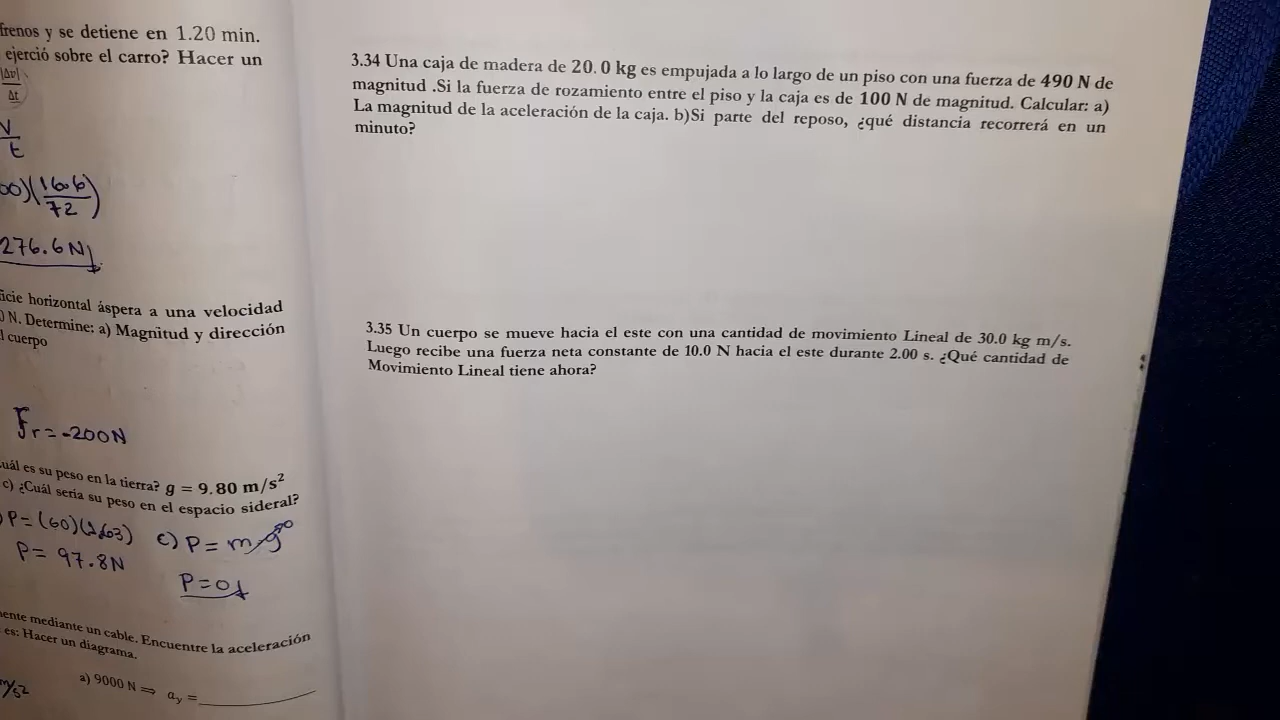 frenos y se detiene en 1.20 min.
ejerció sobre el carro? Hacer un
|Δv|
Δt
V
t
00)(1606
72)
276.6 N
icie horizontal áspera a una velocidad
0 N. Determine: a) Magnitud y dirección
l cuerpo
Fr = -200N
uál es su peso en la tierra? g = 9.80 m/s²
c) ¿Cuál sería su peso en el espacio sideral?
P = (60)(1.63)
P = 97.8N
c) P = mg⁰
P = 0
ente mediante un cable. Encuentre la aceleración
es: Hacer un diagrama.
m/s²
a) 9000 N ⟹ ay =
3.34 Una caja de madera de 20. 0 kg es empujada a lo largo de un piso con una fuerza de 490 N de
magnitud .Si la fuerza de rozamiento entre el piso y la caja es de 100 N de magnitud. Calcular: a)
La magnitud de la aceleración de la caja. b)Si parte del reposo, ¿qué distancia recorrerá en un
minuto?
3.35 Un cuerpo se mueve hacia el este con una cantidad de movimiento Lineal de 30.0 kg m/s.
Luego recibe una fuerza neta constante de 10.0 N hacia el este durante 2.00 s. ¿Qué cantidad de
Movimiento Lineal tiene ahora?